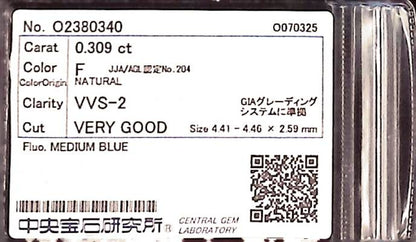 No. O2380340 O070325
Carat 0.309 ct
Color F JJA/AGL認定No.204
ColorOrigin NATURAL
Clarity VVS-2 GIAグレーディング
システムに準拠
Cut VERY GOOD Size 4.41 - 4.46 × 2.59 mm
Fluo. MEDIUM BLUE
中央宝石研究所® CENTRAL GEM
LABORATORY